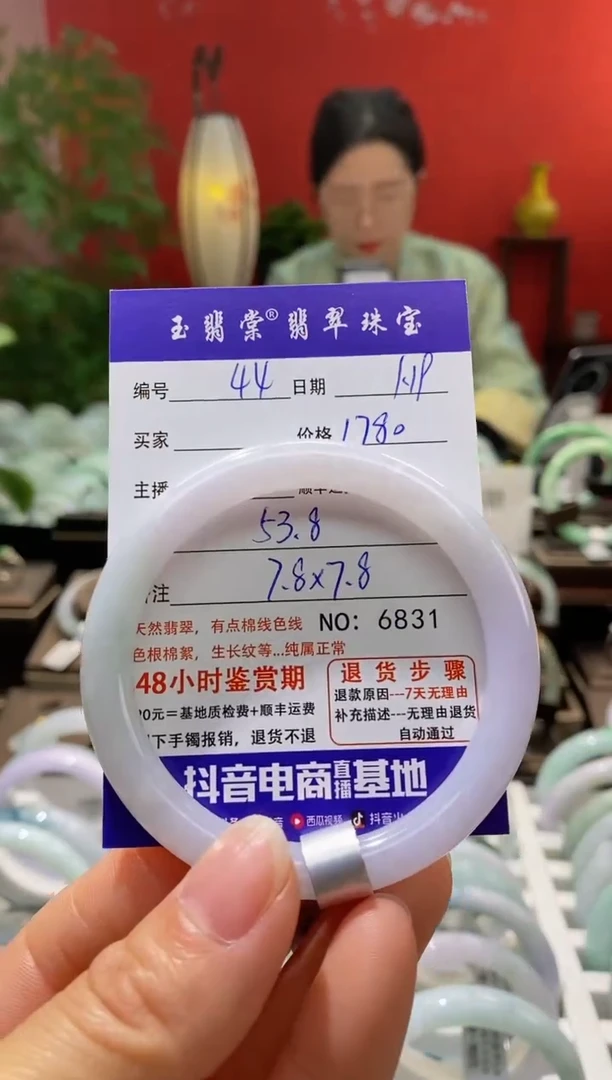 玉翡棠®翡翠珠宝
编号 44 日期
买家 价格 1780
主播
53.8
注 7.8×7.8
天然翡翠，有点棉线色线 NO: 6831
色根棉絮，生长纹等...纯属正常
48小时鉴赏期
20元=基地质检费+顺丰运费
下手镯报销，退货不退
退货步骤
退款原因---7天无理由
补充描述---无理由退货
自动通过
抖音电商直播基地
西瓜视频 抖音火